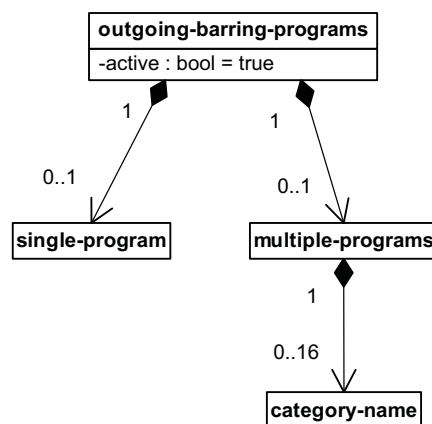 outgoing-barring-programs
-active : bool = true
1
1
0..1
0..1
single-program
multiple-programs
1
0..16
category-name